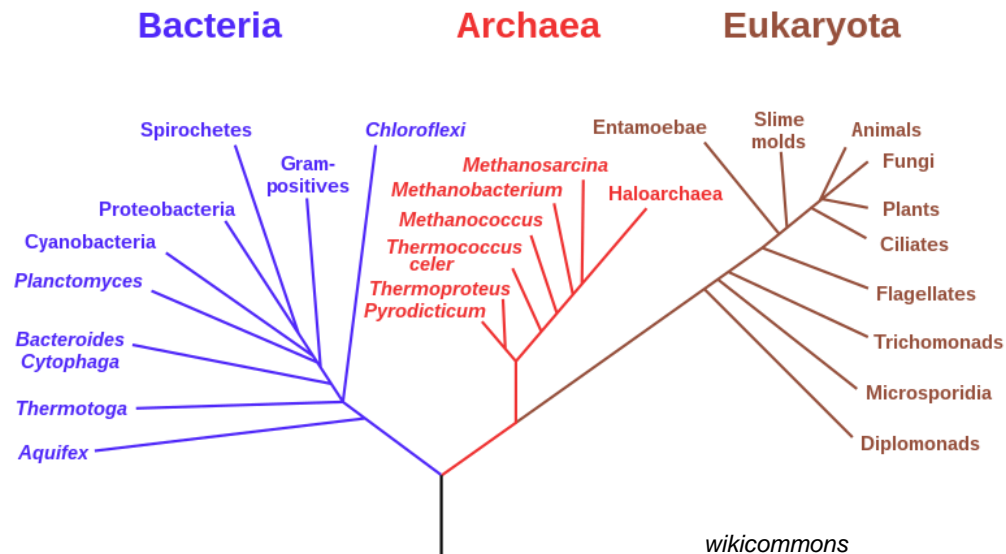 Bacteria
Archaea
Eukaryota
Spirochetes
Chloroflexi
Gram-
positives
Proteobacteria
Cyanobacteria
Planctomyces
Bacteroides
Cytophaga
Thermotoga
Aquifex
Methanosarcina
Methanobacterium
Haloarchaea
Methanococcus
Thermococcus
celer
Thermoproteus
Pyrodicticum
Entamoebae
Slime
molds
Animals
Fungi
Plants
Ciliates
Flagellates
Trichomonads
Microsporidia
Diplomonads
wikicommons